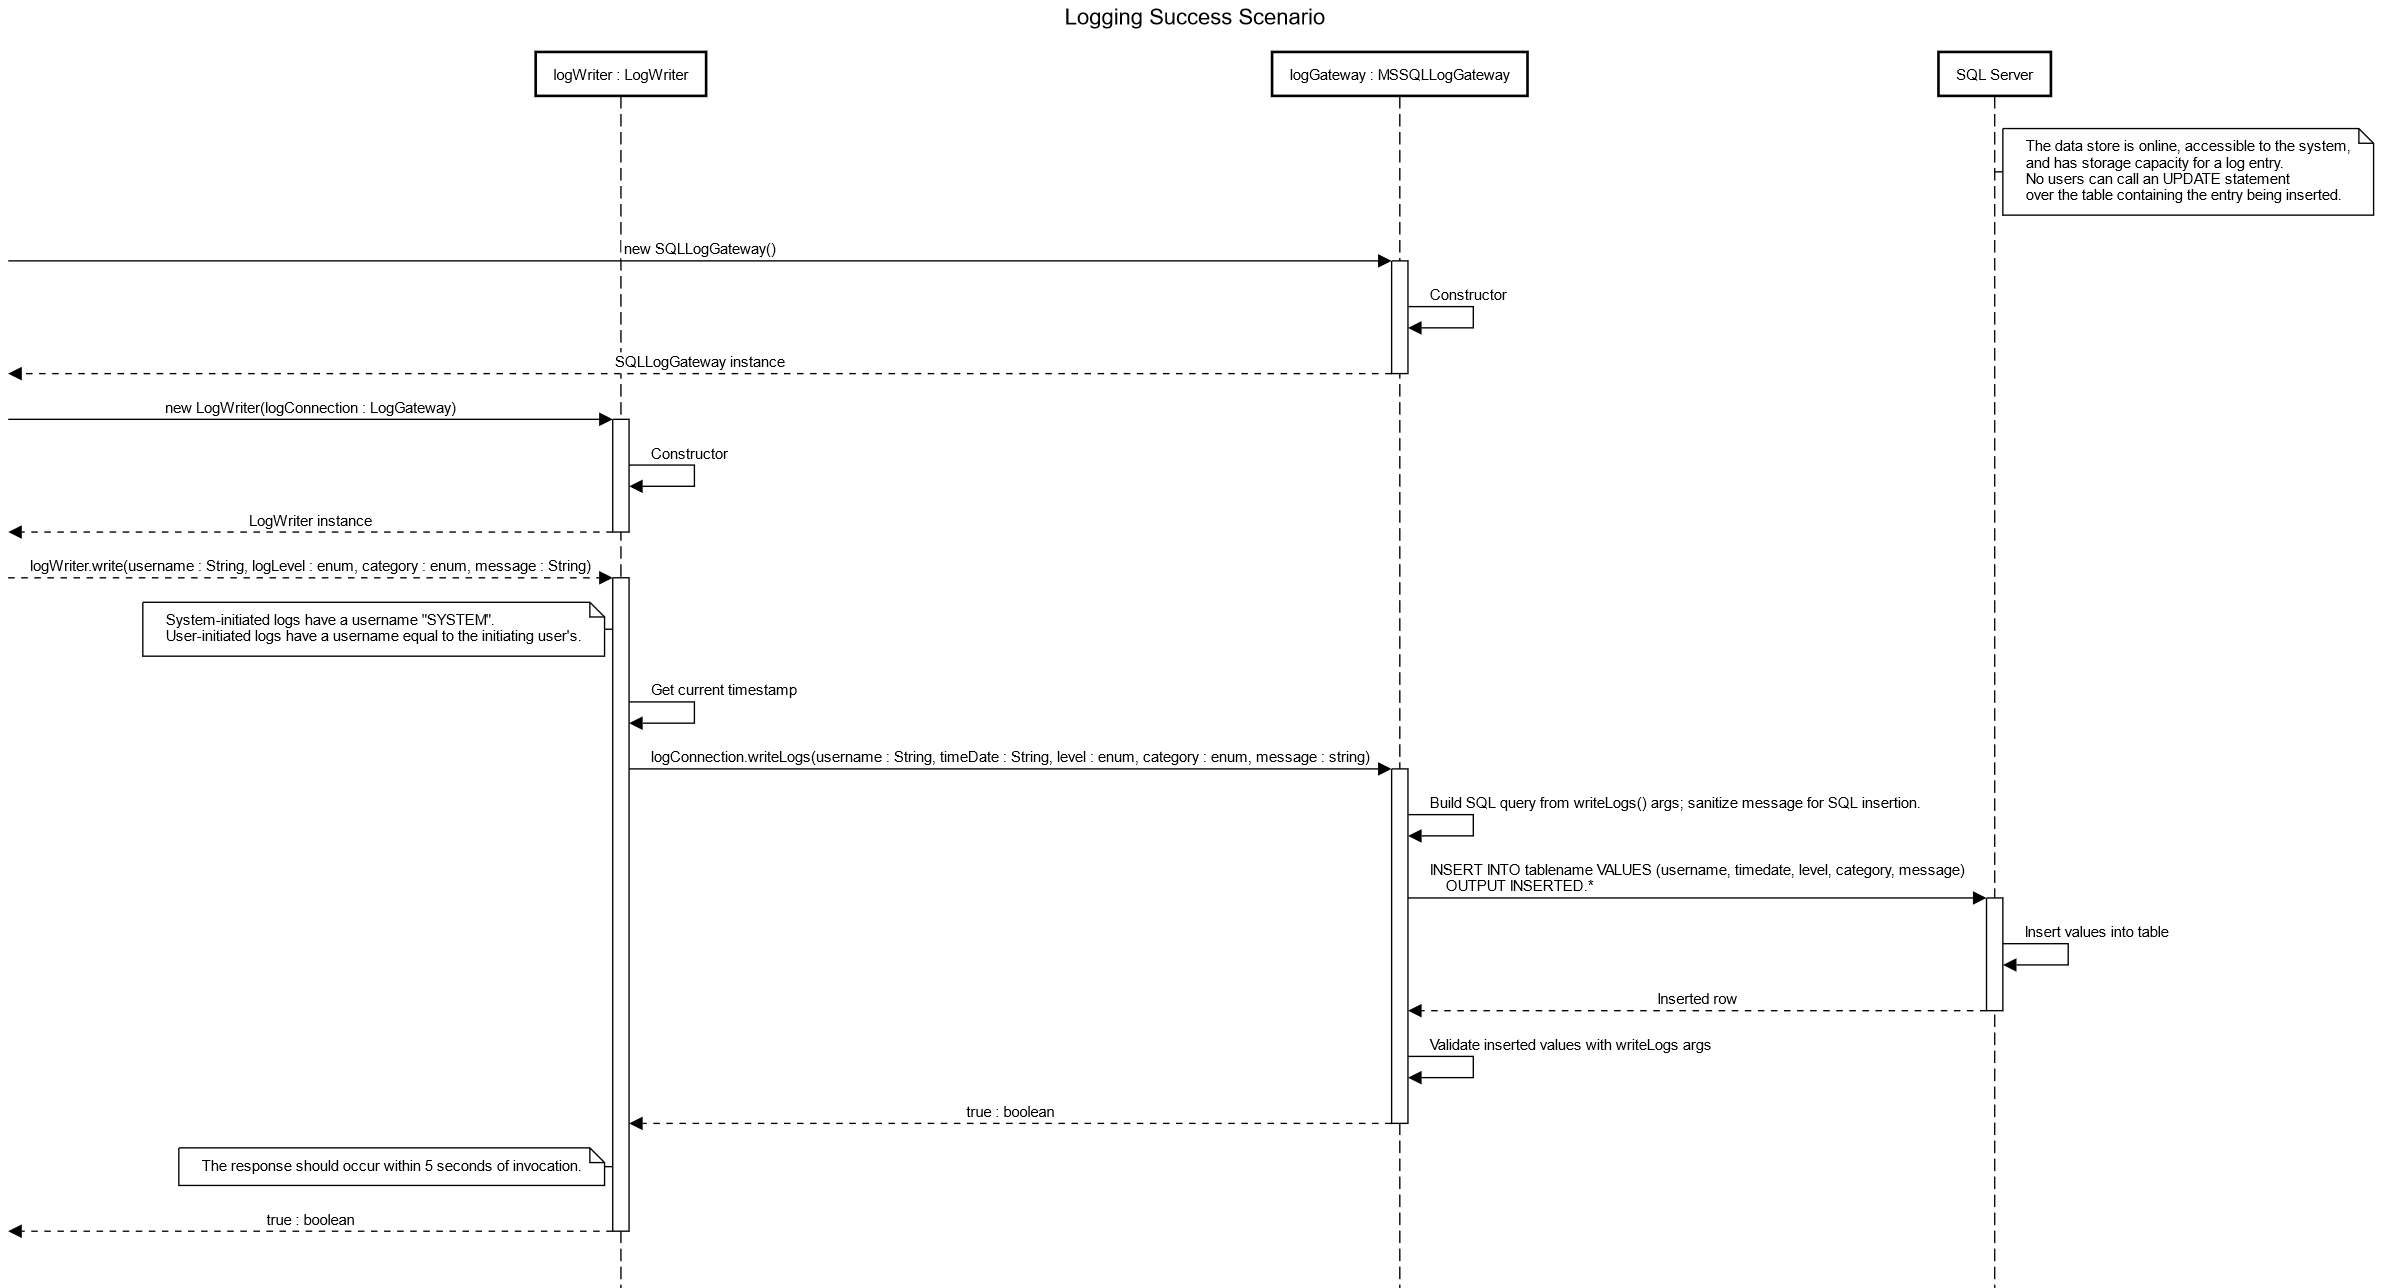 Logging Success Scenario
logWriter : LogWriter
logGateway : MSSQLLogGateway
SQL Server
The data store is online, accessible to the system,
and has storage capacity for a log entry.
No users can call an UPDATE statement
over the table containing the entry being inserted.
new SQLLogGateway()
Constructor
SQLLogGateway instance
new LogWriter(logConnection : LogGateway)
Constructor
LogWriter instance
logWriter.write(username : String, logLevel : enum, category : enum, message : String)
System-initiated logs have a username "SYSTEM".
User-initiated logs have a username equal to the initiating user's.
Get current timestamp
logConnection.writeLogs(username : String, timeDate : String, level : enum, category : enum, message : string)
Build SQL query from writeLogs() args; sanitize message for SQL insertion.
INSERT INTO tablename VALUES (username, timedate, level, category, message)
OUTPUT INSERTED.*
Insert values into table
Inserted row
Validate inserted values with writeLogs args
true : boolean
The response should occur within 5 seconds of invocation.
true : boolean